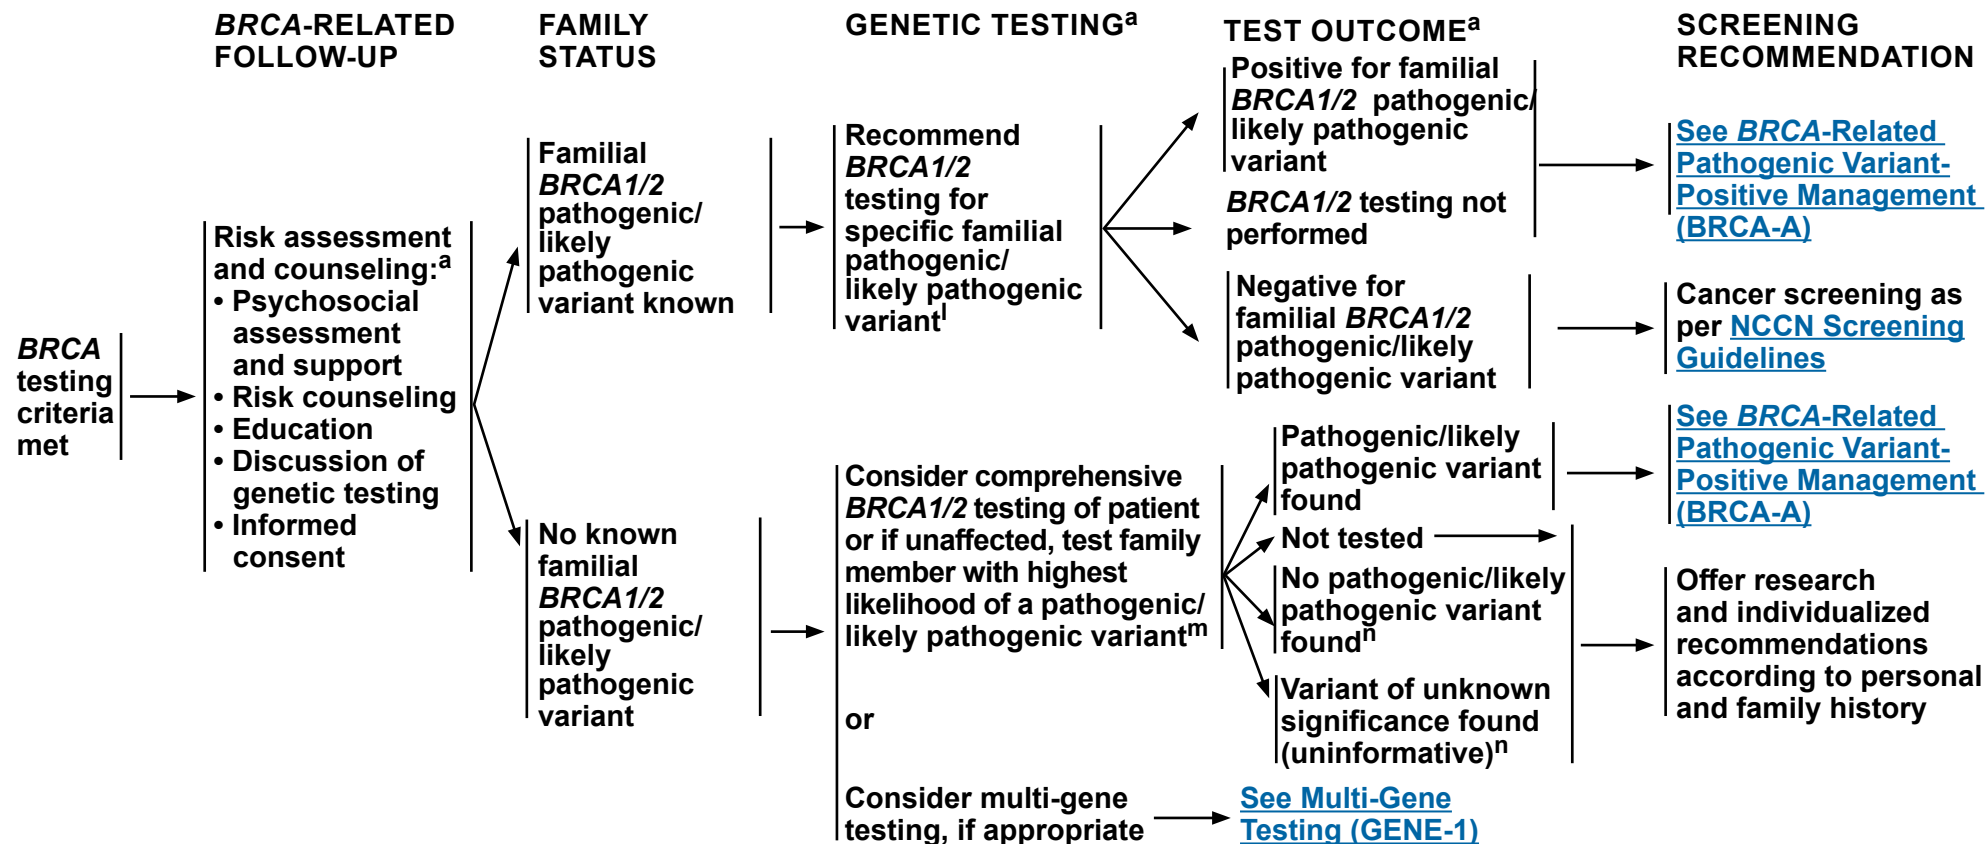 BRCA-RELATED
FOLLOW-UP
FAMILY
STATUS
GENETIC TESTINGa
TEST OUTCOMEa
SCREENING
RECOMMENDATION
BRCA
testing
criteria
met
Risk assessment
and counseling:a
• Psychosocial
assessment
and support
• Risk counseling
• Education
• Discussion of
genetic testing
• Informed
consent
Familial
BRCA1/2
pathogenic/
likely
pathogenic
variant known
Recommend
BRCA1/2
testing for
specific familial
pathogenic/
likely pathogenic
variantl
Positive for familial
BRCA1/2 pathogenic/
likely pathogenic
variant
BRCA1/2 testing not
performed
See BRCA-Related
Pathogenic Variant-
Positive Management
(BRCA-A)
Negative for
familial BRCA1/2
pathogenic/likely
pathogenic variant
Cancer screening as
per NCCN Screening
Guidelines
No known
familial
BRCA1/2
pathogenic/
likely
pathogenic
variant
Consider comprehensive
BRCA1/2 testing of patient
or if unaffected, test family
member with highest
likelihood of a pathogenic/
likely pathogenic variantm
or
Consider multi-gene
testing, if appropriate
Pathogenic/likely
pathogenic variant
found
See BRCA-Related
Pathogenic Variant-
Positive Management
(BRCA-A)
Not tested
No pathogenic/likely
pathogenic variant
foundn
Variant of unknown
significance found
(uninformative)n
Offer research
and individualized
recommendations
according to personal
and family history
See Multi-Gene
Testing (GENE-1)